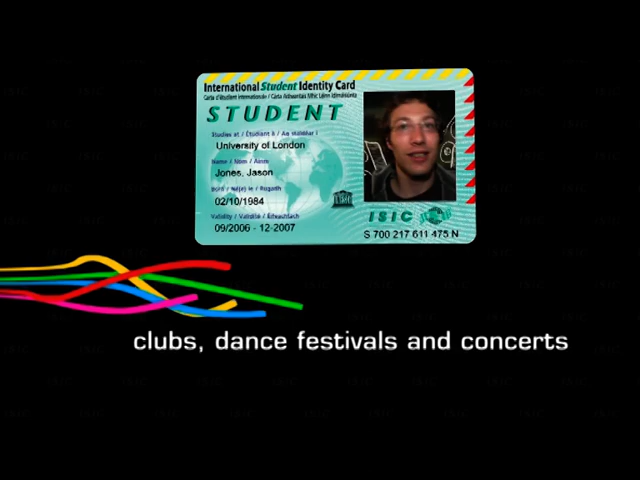 International Student Identity Card
STUDENT
Studies at / Étudiant à / Ag staidéar i
University of London
Name / Nom / Ainm
Jones, Jason
Born / Né(e) le / Rugadh
02/10/1984
Validity / Validité / Bailíocht
09/2006 - 12-2007
ISIC
S 700 217 611 475 N
clubs, dance festivals and concerts